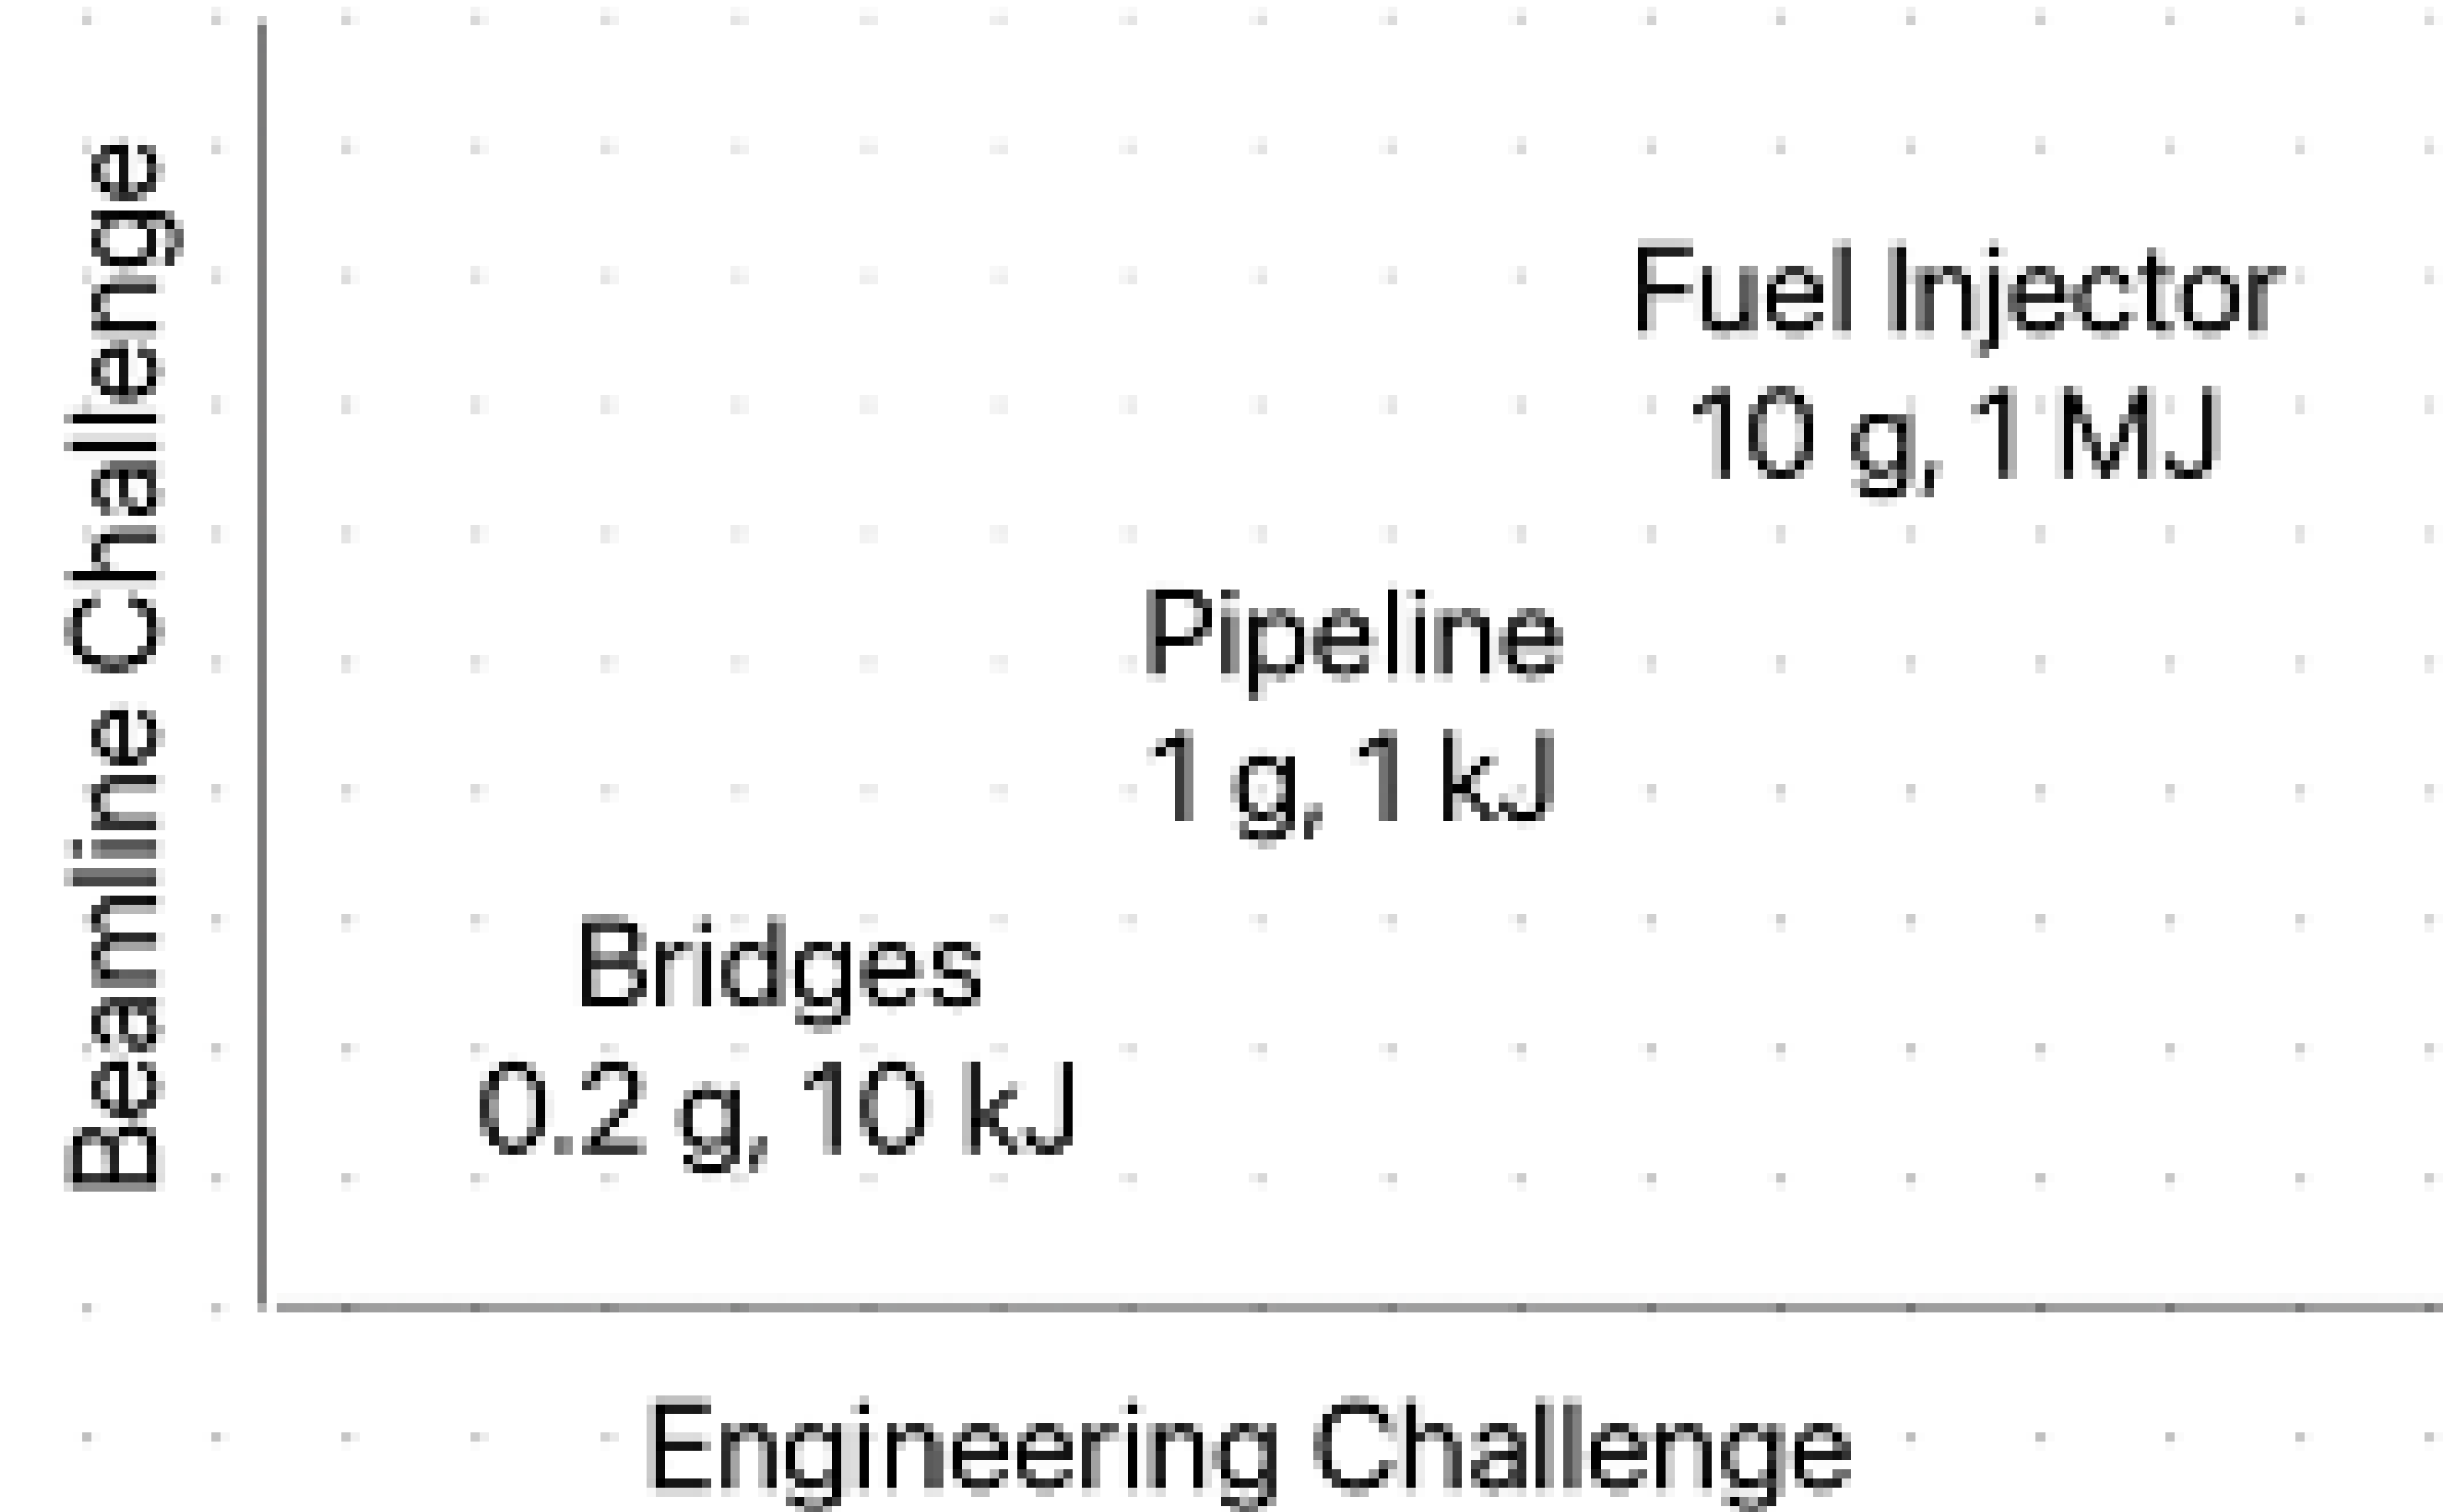 Beamline Challenge
Fuel Injector
10 g, 1 MJ
Pipeline
1 g, 1 kJ
Bridges
0.2 g, 10 kJ
Engineering Challenge